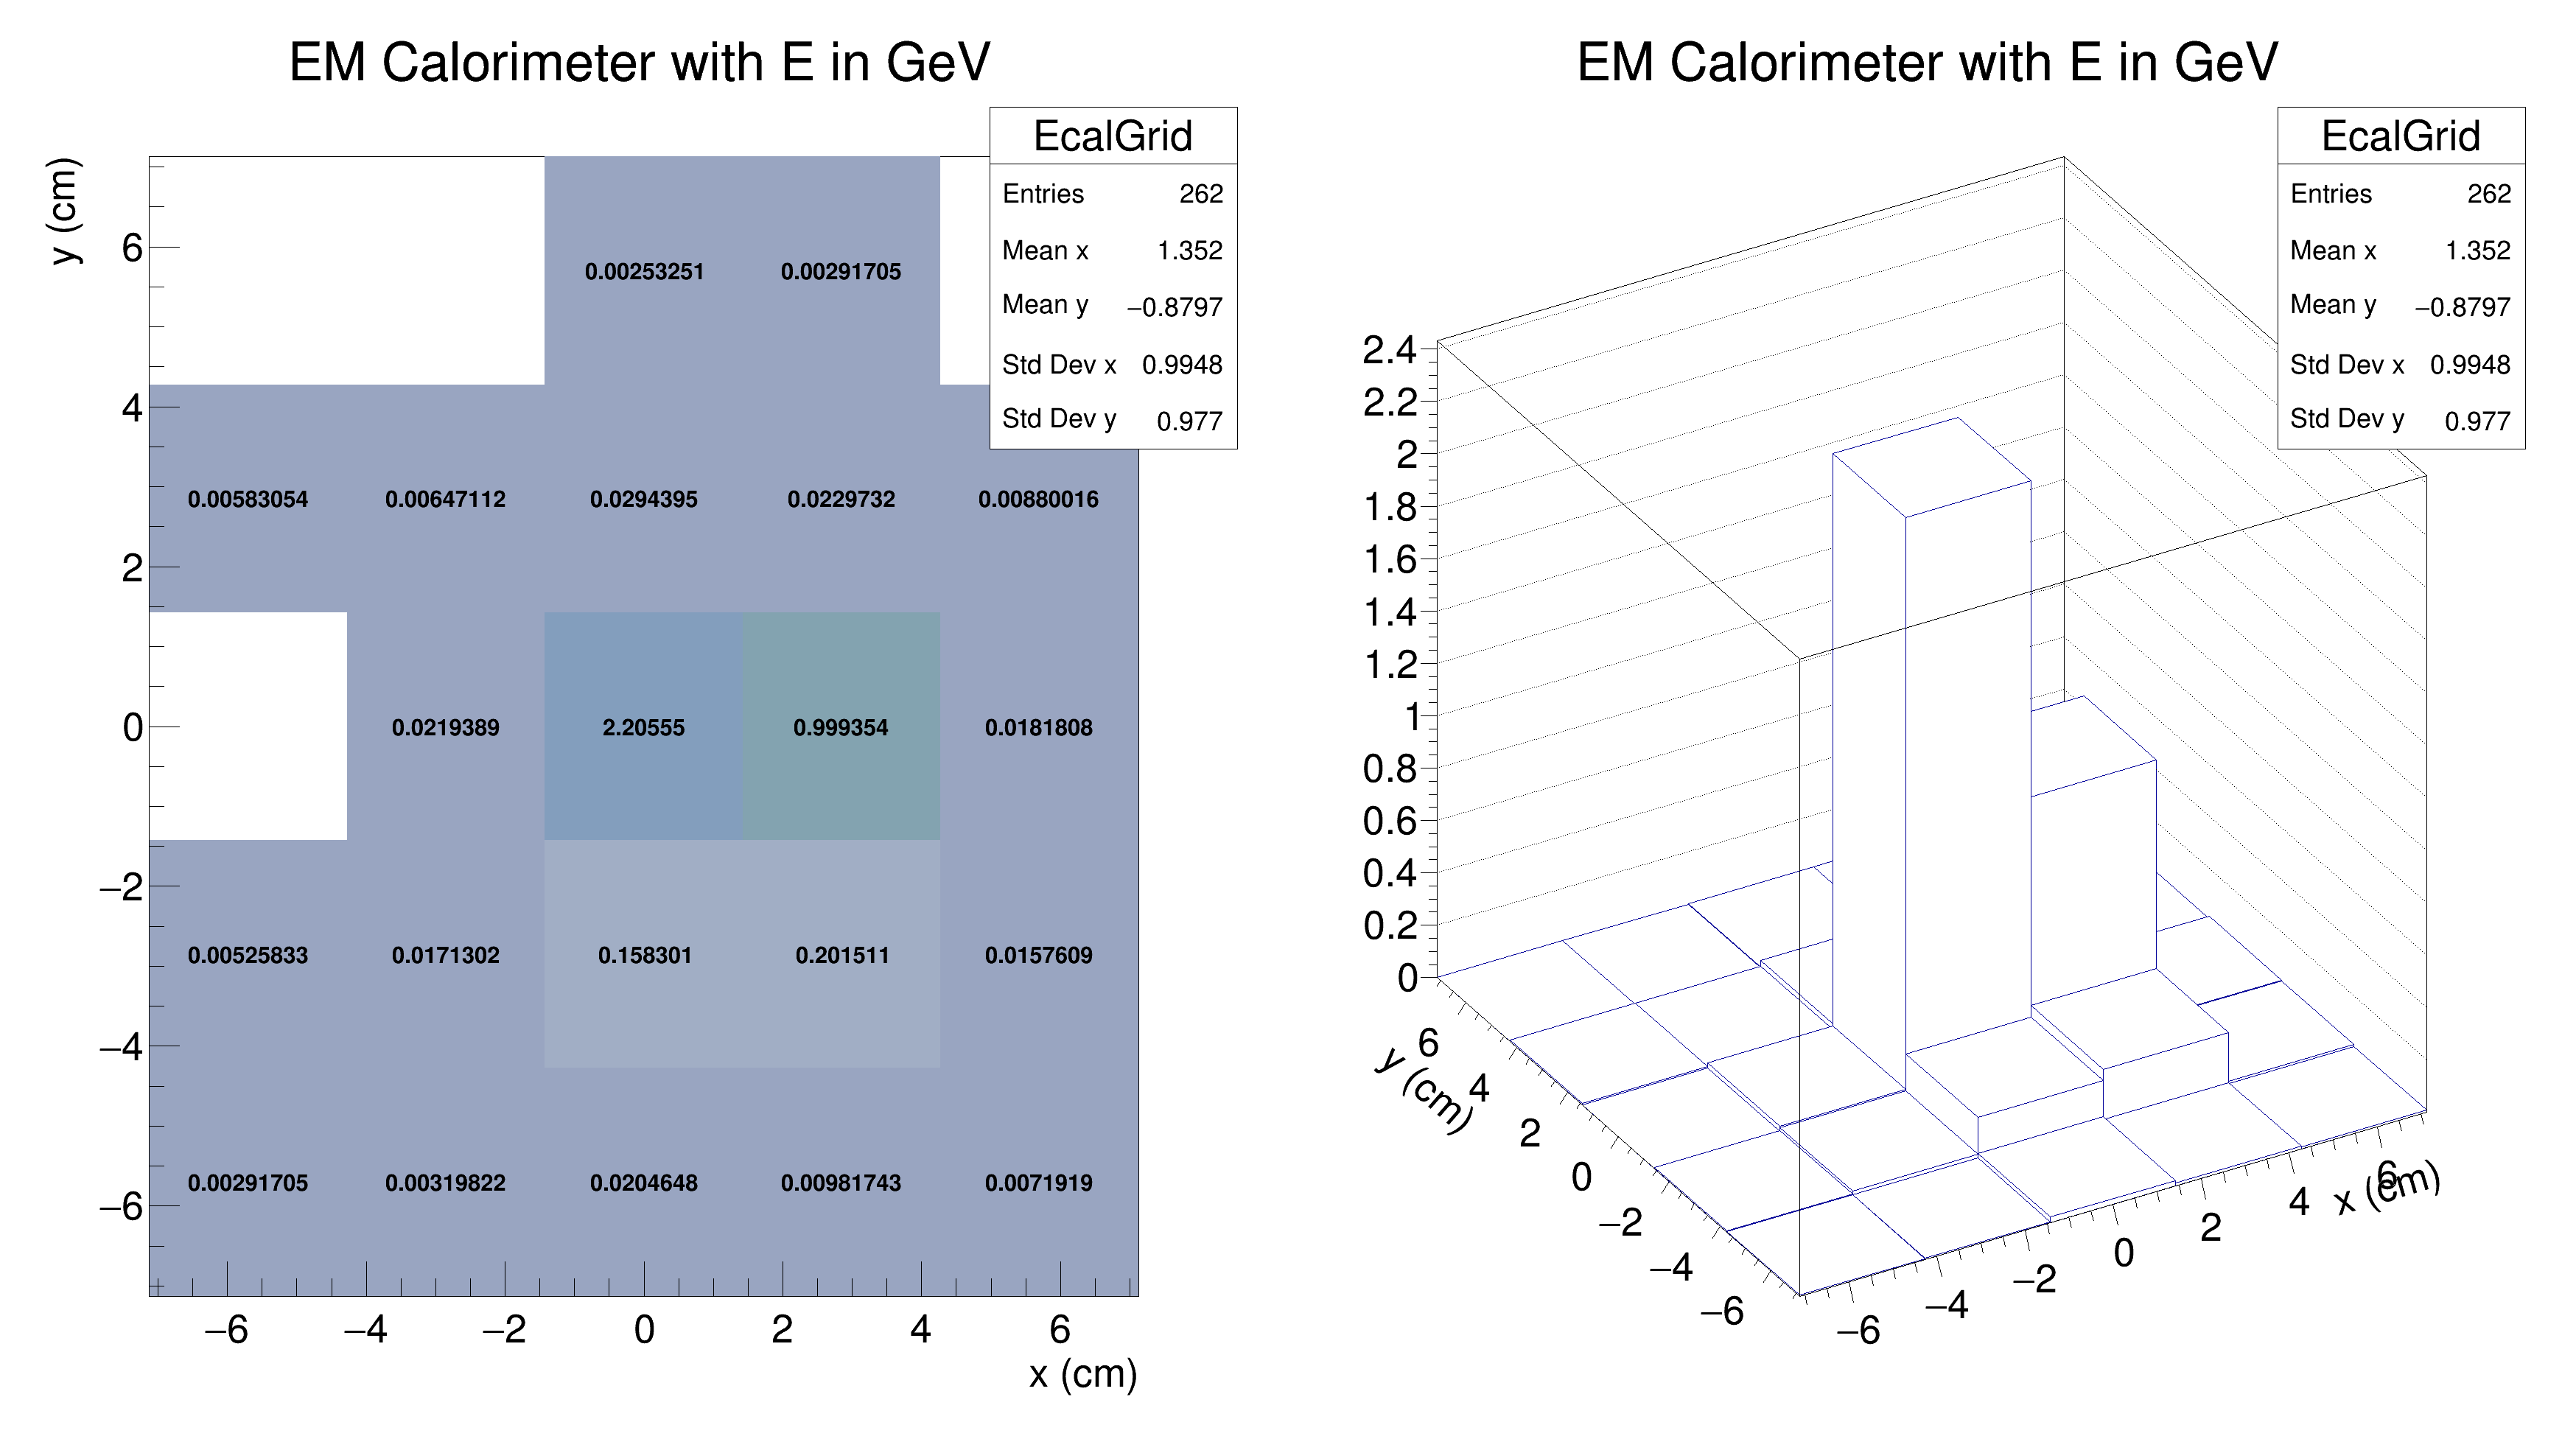 EM Calorimeter with E in GeV
EcalGrid
Entries 262
Mean x 1.352
Mean y −0.8797
Std Dev x 0.9948
Std Dev y 0.977
y (cm)
6
4
2
0
−2
−4
−6
0.00253251 0.00291705
0.00583054 0.00647112 0.0294395 0.0229732 0.00880016
0.0219389 2.20555 0.999354 0.0181808
0.00525833 0.0171302 0.158301 0.201511 0.0157609
0.00291705 0.00319822 0.0204648 0.00981743 0.0071919
−6 −4 −2 0 2 4 6
x (cm)
EM Calorimeter with E in GeV
EcalGrid
Entries 262
Mean x 1.352
Mean y −0.8797
Std Dev x 0.9948
Std Dev y 0.977
2.4
2.2
2
1.8
1.6
1.4
1.2
1
0.8
0.6
0.4
0.2
0
6
4
2
0
−2
−4
−6
y (cm)
−6 −4 −2 0 2 4 6
x (cm)